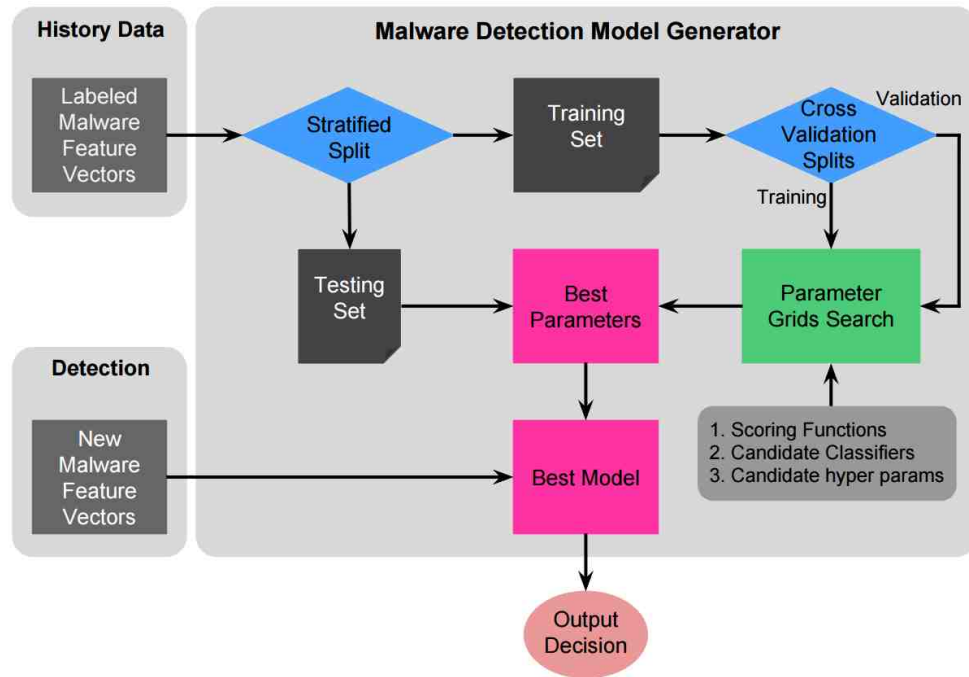 History Data
Malware Detection Model Generator
Labeled
Malware
Feature
Vectors
Stratified
Split
Training
Set
Cross
Validation
Splits
Validation
Training
Testing
Set
Best
Parameters
Parameter
Grids Search
Detection
New
Malware
Feature
Vectors
Best Model
1. Scoring Functions
2. Candidate Classifiers
3. Candidate hyper params
Output
Decision